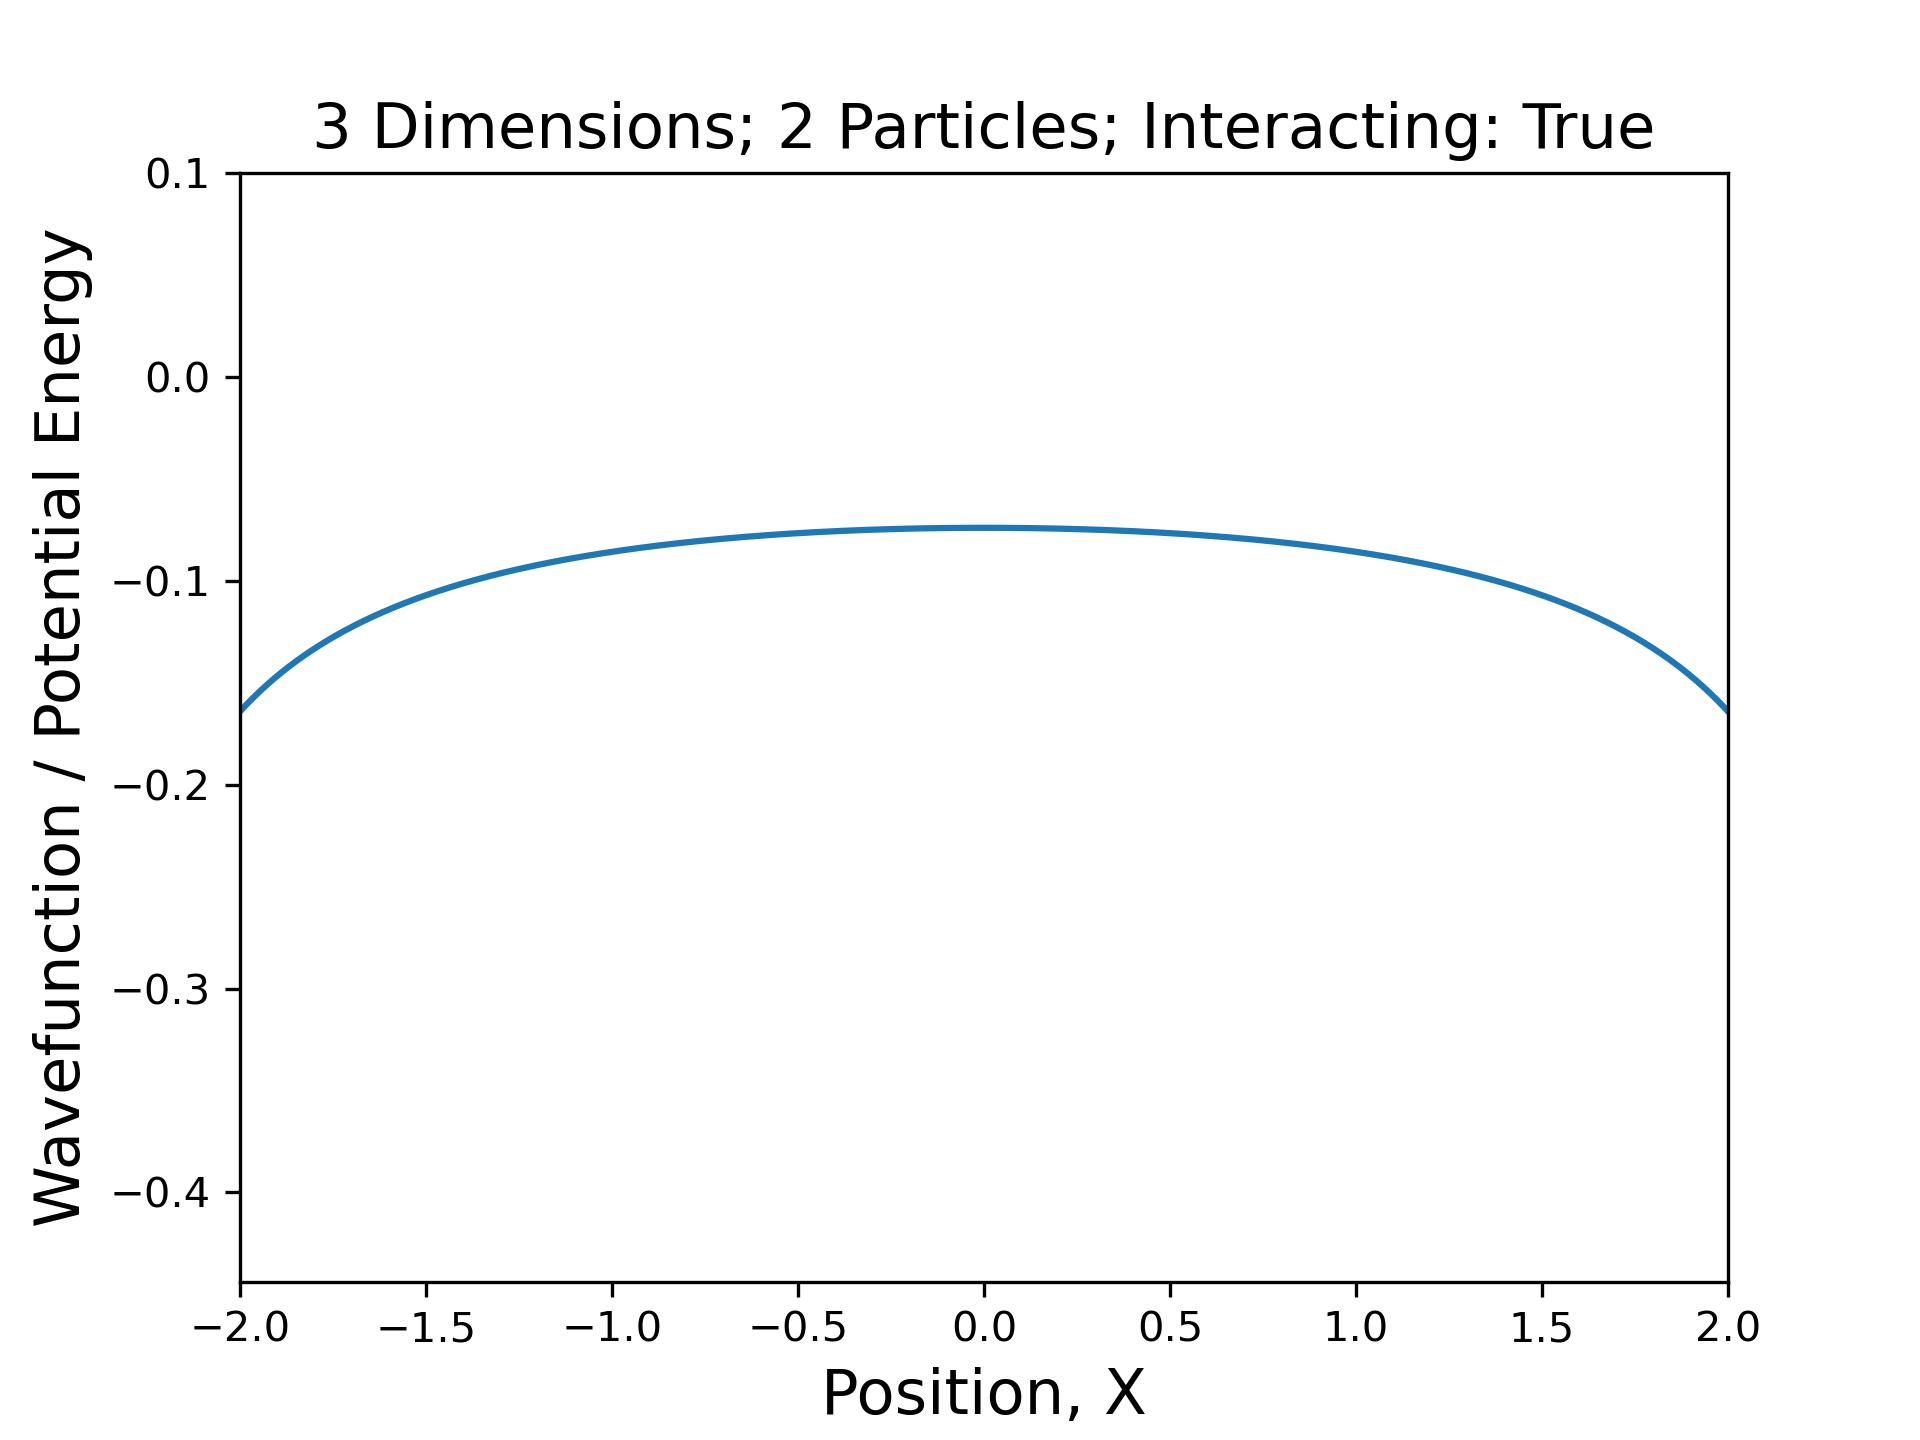 3 Dimensions; 2 Particles; Interacting: True
Wavefunction / Potential Energy
0.1
0.0
−0.1
−0.2
−0.3
−0.4
−2.0 −1.5 −1.0 −0.5 0.0 0.5 1.0 1.5 2.0
Position, X